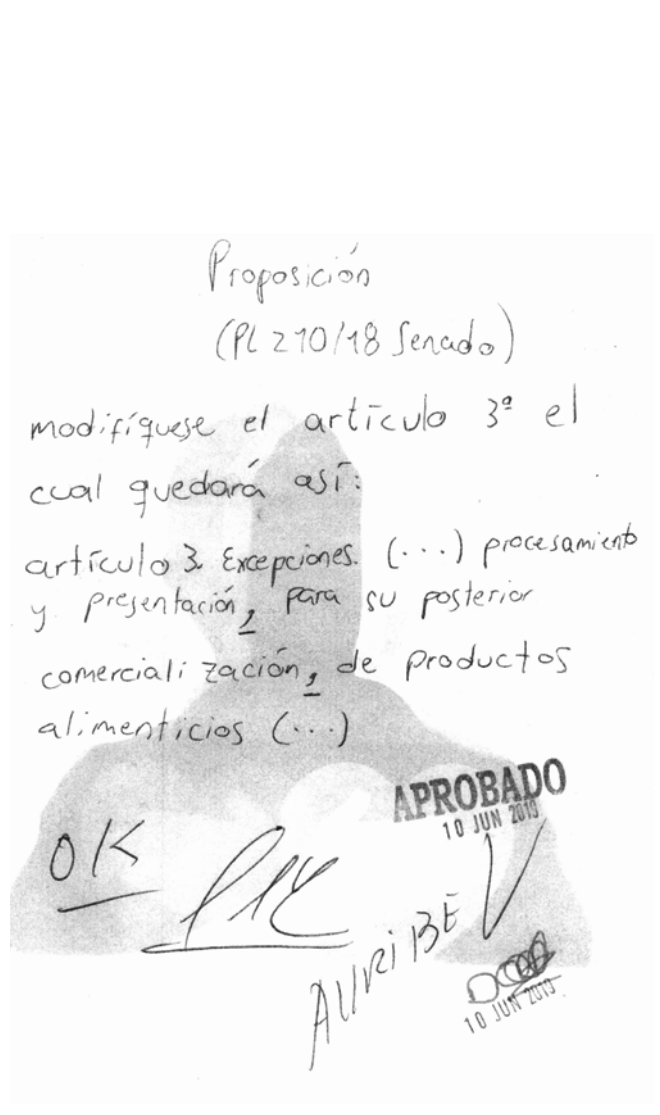 Proposición
(PL 210/18 Senado)
modifíquese el artículo 3º el
cual quedará así:
artículo 3. Excepciones. (...) procesamiento
y presentación, para su posterior
comercialización, de productos
alimenticios (...)
APROBADO
10 JUN 2019
OK
AURIBE
10 JUN 2019